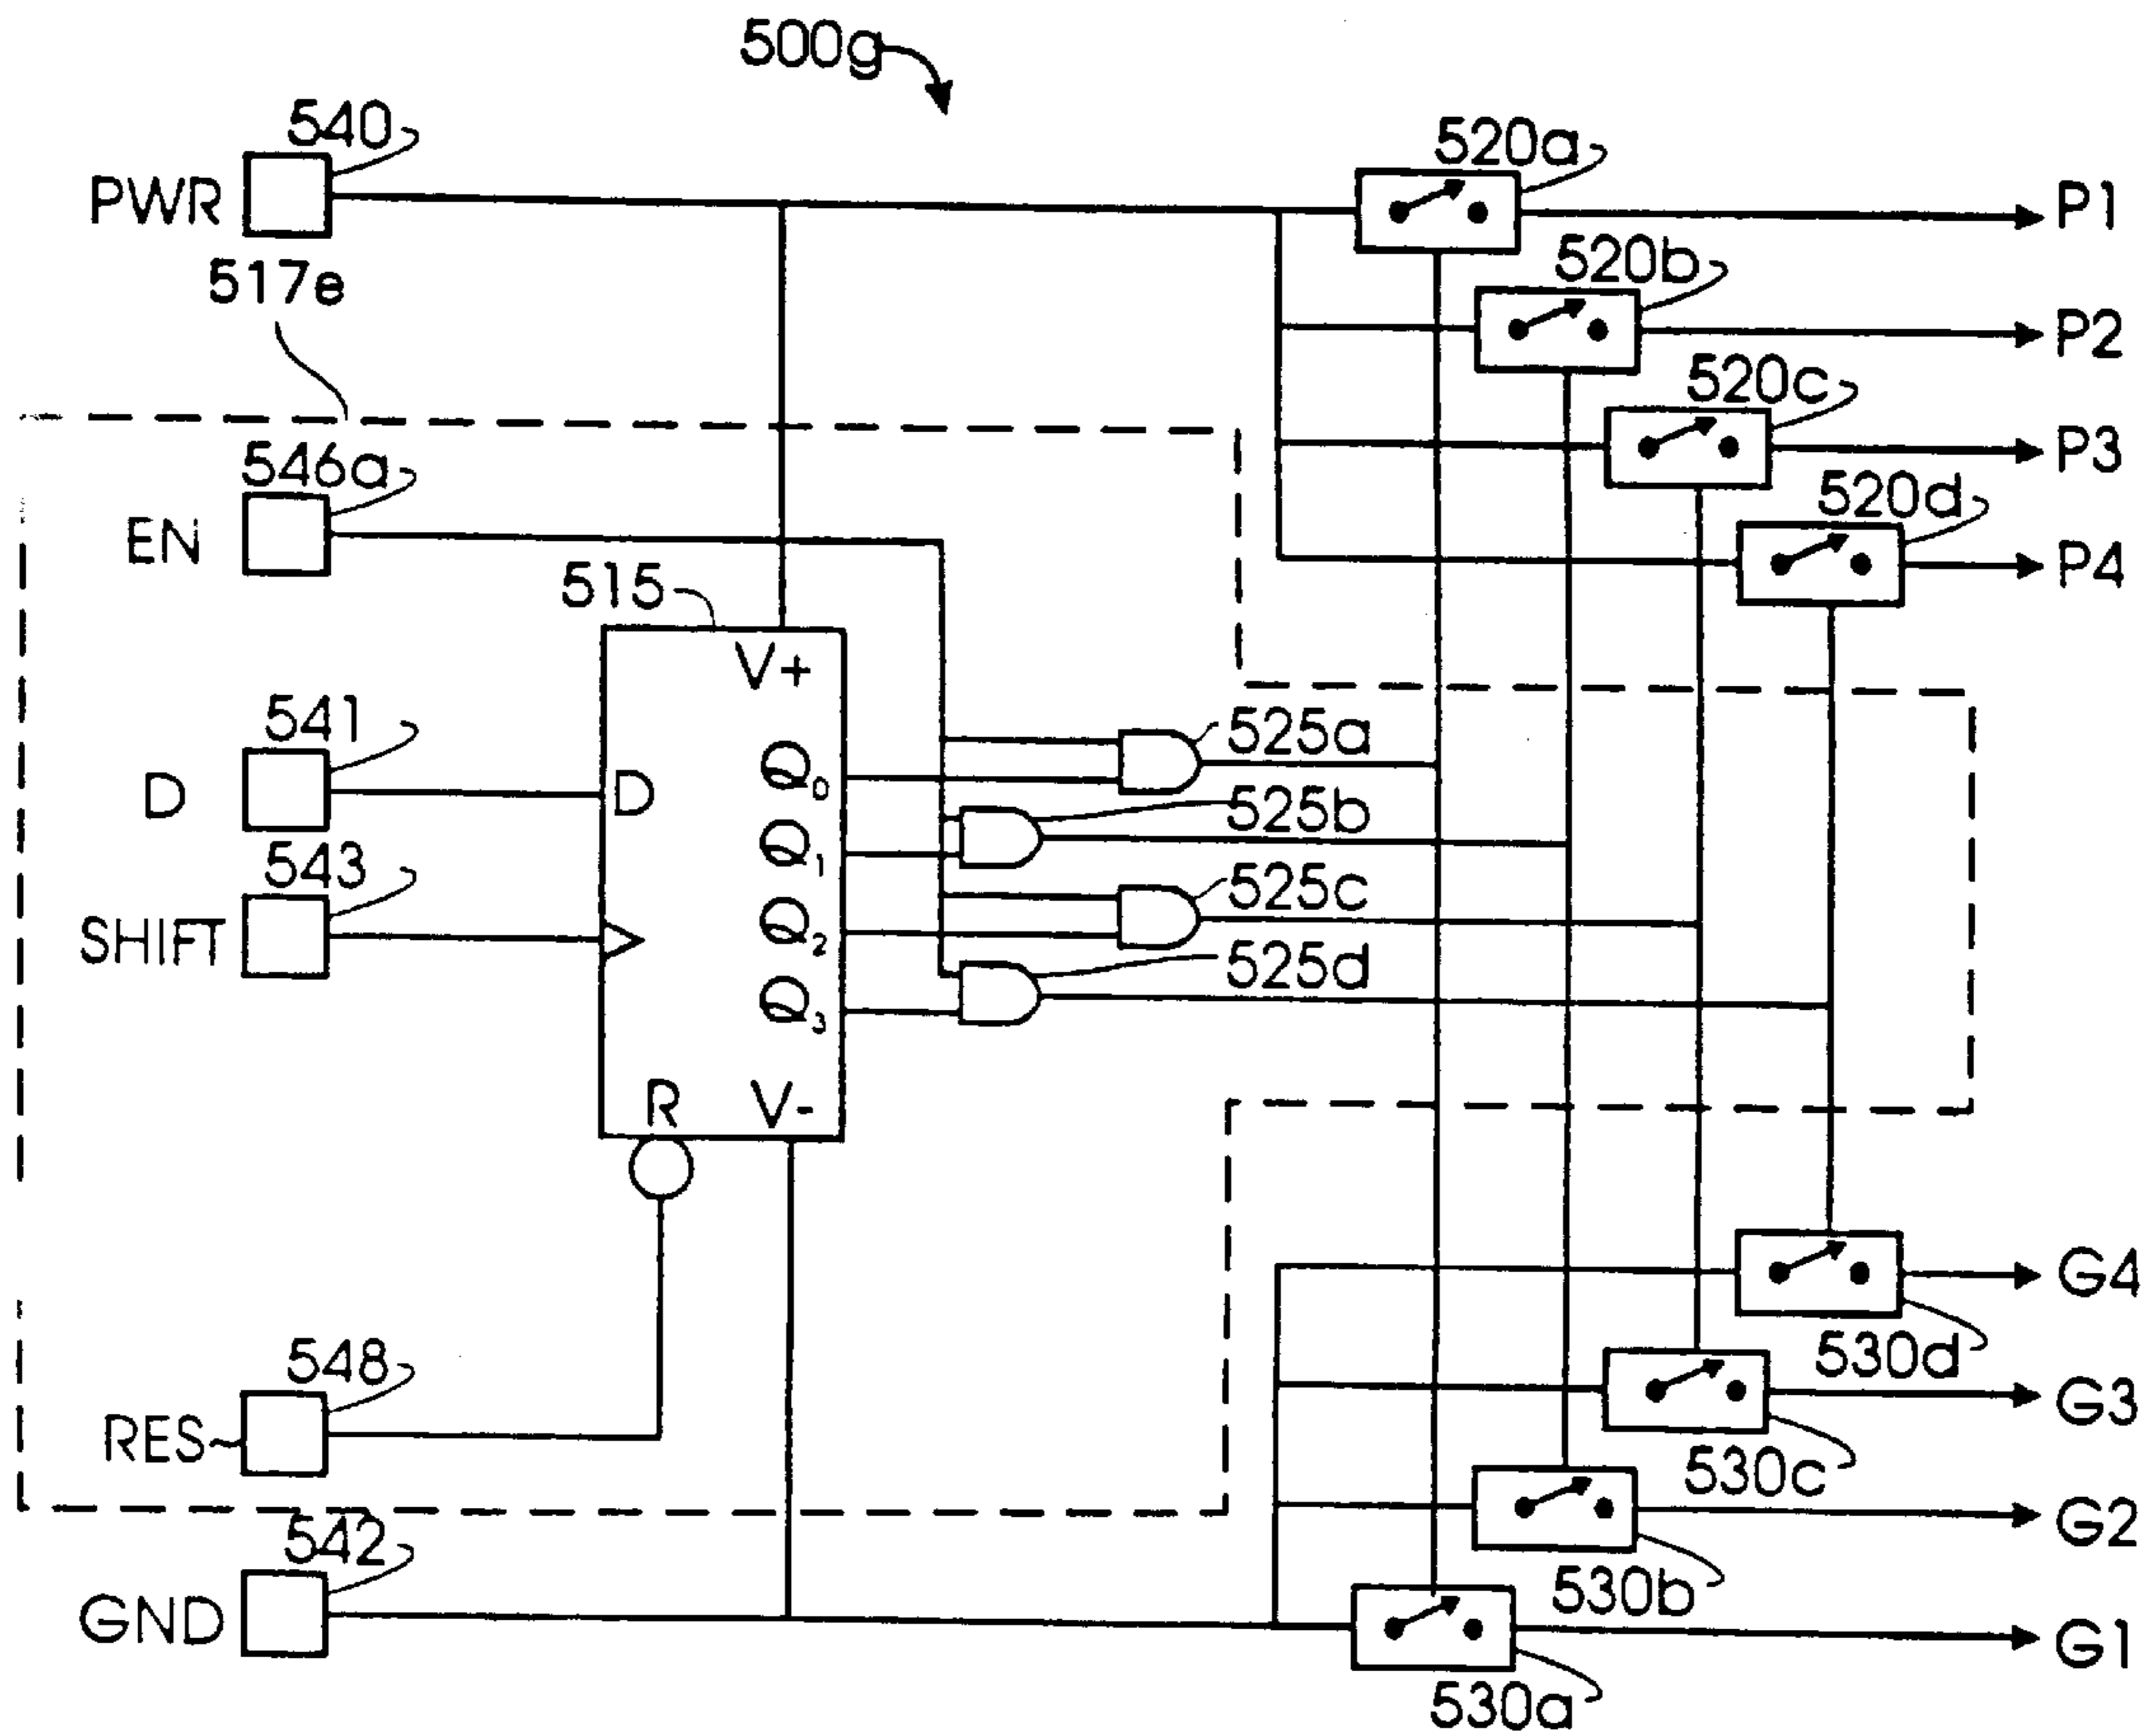 500g
540
PWR
517e
520a
P1
520b
P2
520c
P3
520d
P4
546a
EN
515
V+
541
D
D
Q0
525a
Q1
525b
543
SHIFT
Q2
525c
Q3
525d
R
V-
G4
530d
548
RES
G3
530c
G2
530b
542
GND
G1
530a